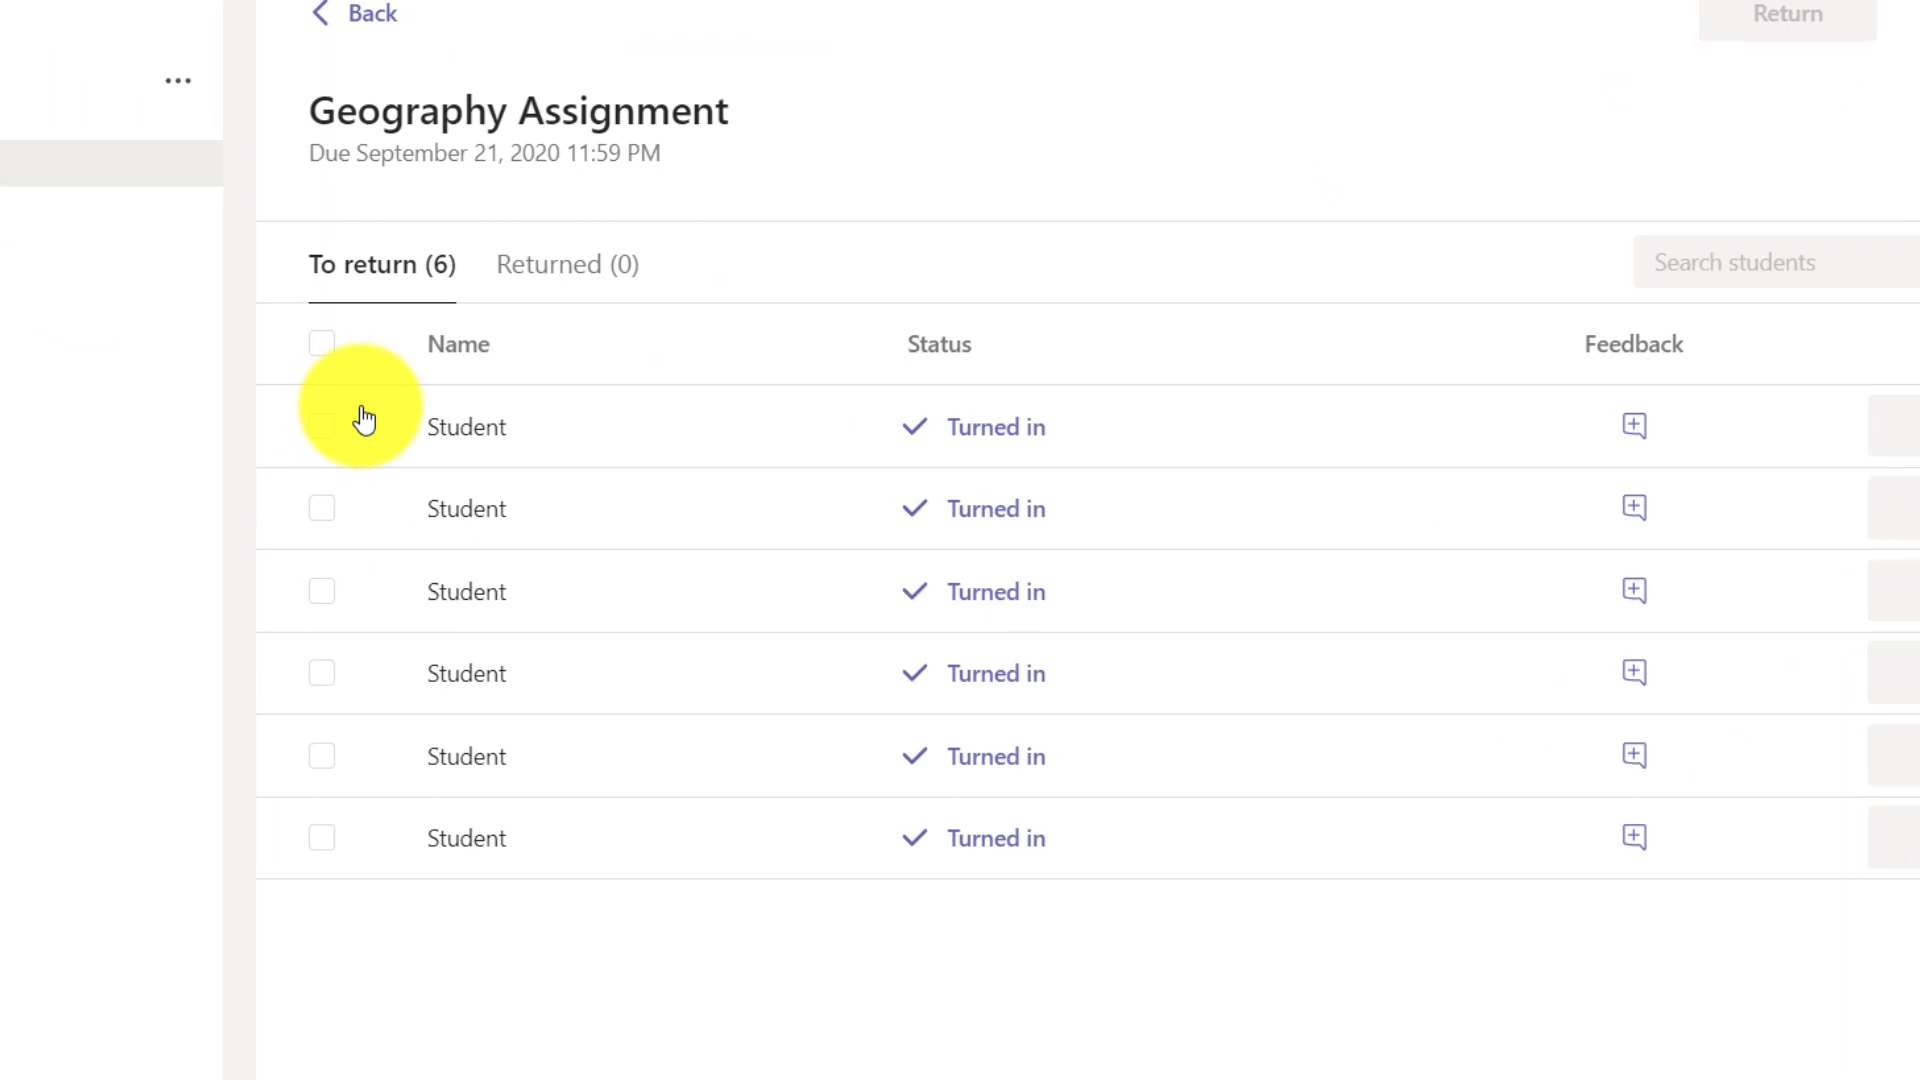 Back
Return
Geography Assignment
Due September 21, 2020 11:59 PM
To return (6) Returned (0)
Search students
Name Status Feedback
Student Turned in
Student Turned in
Student Turned in
Student Turned in
Student Turned in
Student Turned in